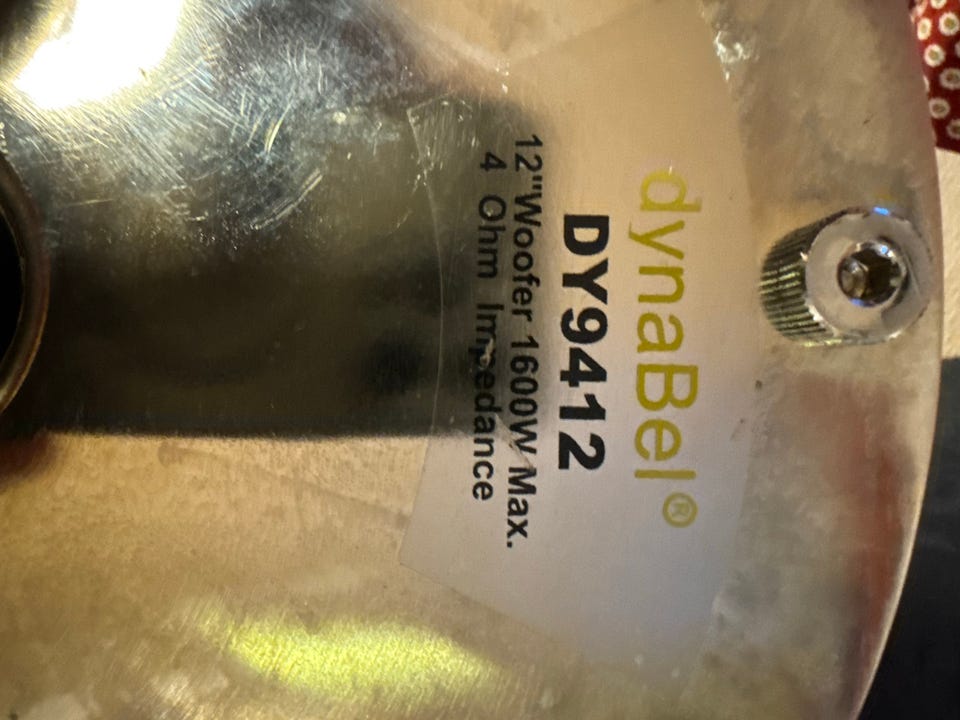 dynaBel®
DY9412
12"Woofer 1600W Max.
4 Ohm Impedance